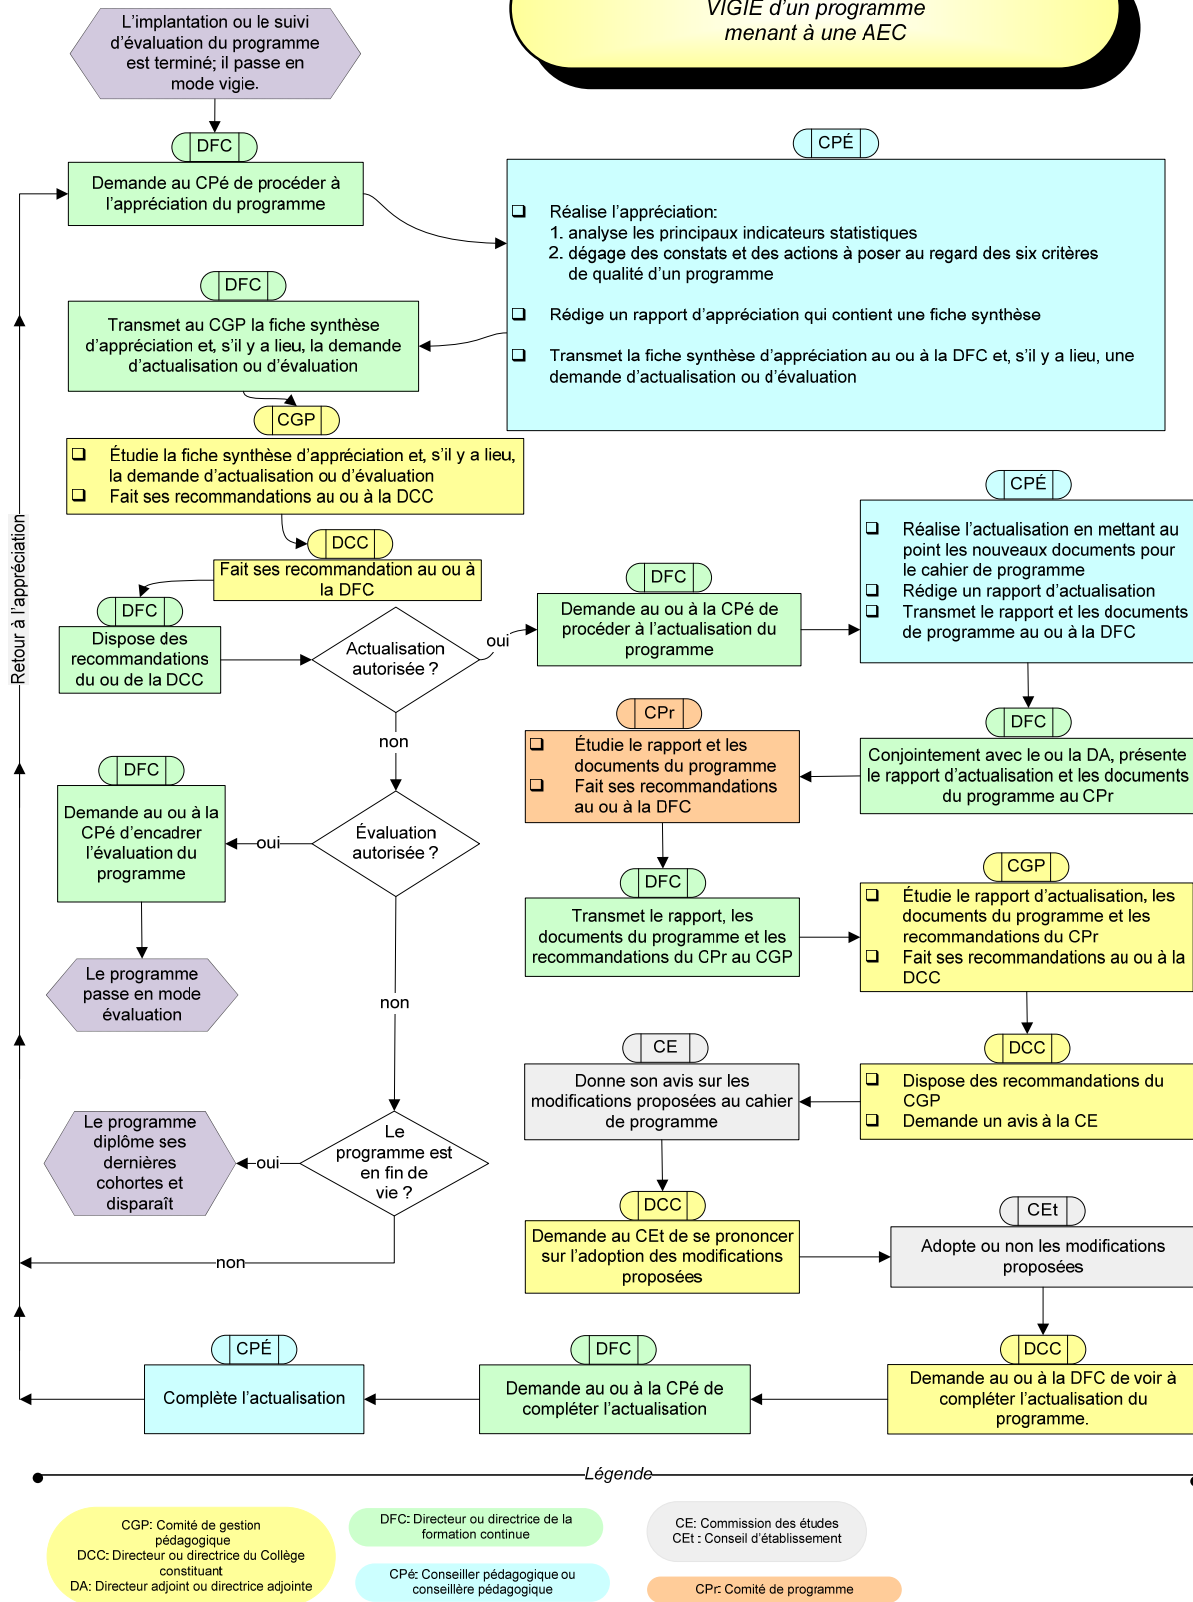 VIGIE d'un programme
menant à une AEC
L'implantation ou le suivi
d'évaluation du programme
est terminé; il passe en
mode vigie.
DFC
Demande au CPé de procéder à
l'appréciation du programme
CPÉ
❑ Réalise l'appréciation:
1. analyse les principaux indicateurs statistiques
2. dégage des constats et des actions à poser au regard des six critères
de qualité d'un programme
❑ Rédige un rapport d'appréciation qui contient une fiche synthèse
❑ Transmet la fiche synthèse d'appréciation au ou à la DFC et, s'il y a lieu, une
demande d'actualisation ou d'évaluation
DFC
Transmet au CGP la fiche synthèse
d'appréciation et, s'il y a lieu, la demande
d'actualisation ou d'évaluation
CGP
❑ Étudie la fiche synthèse d'appréciation et, s'il y a lieu,
la demande d'actualisation ou d'évaluation
❑ Fait ses recommandations au ou à la DCC
DCC
Fait ses recommandation au ou à
la DFC
DFC
Dispose des
recommandations
du ou de la DCC
Actualisation
autorisée ?
oui
non
DFC
Demande au ou à la CPé de
procéder à l'actualisation du
programme
CPÉ
❑ Réalise l'actualisation en mettant au
point les nouveaux documents pour
le cahier de programme
❑ Rédige un rapport d'actualisation
❑ Transmet le rapport et les documents
de programme au ou à la DFC
DFC
Conjointement avec le ou la DA, présente
le rapport d'actualisation et les documents
du programme au CPr
CPr
❑ Étudie le rapport et les
documents du programme
❑ Fait ses recommandations
au ou à la DFC
DFC
Transmet le rapport, les
documents du programme et les
recommandations du CPr au CGP
CGP
❑ Étudie le rapport d'actualisation, les
documents du programme et les
recommandations du CPr
❑ Fait ses recommandations au ou à la
DCC
DCC
❑ Dispose des recommandations du
CGP
❑ Demande un avis à la CE
CE
Donne son avis sur les
modifications proposées au cahier
de programme
DCC
Demande au CEt de se prononcer
sur l'adoption des modifications
proposées
CEt
Adopte ou non les modifications
proposées
DCC
Demande au ou à la DFC de voir à
compléter l'actualisation du
programme.
DFC
Demande au ou à la CPé de
compléter l'actualisation
CPÉ
Complète l'actualisation
Retour à l'appréciation
Évaluation
autorisée ?
oui
non
DFC
Demande au ou à la
CPé d'encadrer
l'évaluation du
programme
Le programme
passe en mode
évaluation
Le
programme est
en fin de
vie ?
oui
non
Le programme
diplôme ses
dernières
cohortes et
disparaît
Légende
CGP: Comité de gestion
pédagogique
DCC: Directeur ou directrice du Collège
constituant
DA: Directeur adjoint ou directrice adjointe
DFC: Directeur ou directrice de la
formation continue
CPé: Conseiller pédagogique ou
conseillère pédagogique
CE: Commission des études
CEt: Conseil d'établissement
CPr: Comité de programme